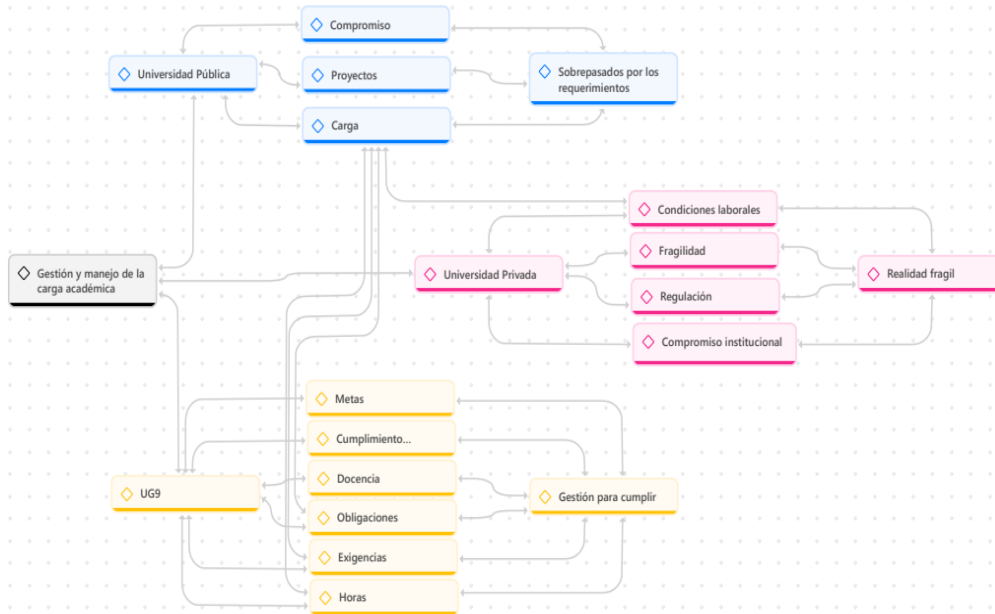 Compromiso
Universidad Pública
Proyectos
Sobrepasados por los
requerimientos
Carga
Condiciones laborales
Fragilidad
Gestión y manejo de la
carga académica
Universidad Privada
Realidad fragil
Regulación
Compromiso institucional
Metas
Cumplimiento...
Docencia
UG9
Gestión para cumplir
Obligaciones
Exigencias
Horas